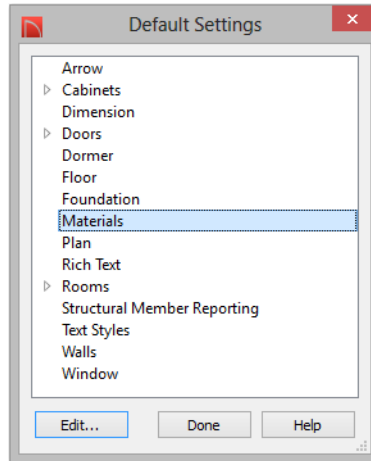 Default Settings
Arrow
Cabinets
Dimension
Doors
Dormer
Floor
Foundation
Materials
Plan
Rich Text
Rooms
Structural Member Reporting
Text Styles
Walls
Window
Edit... Done Help